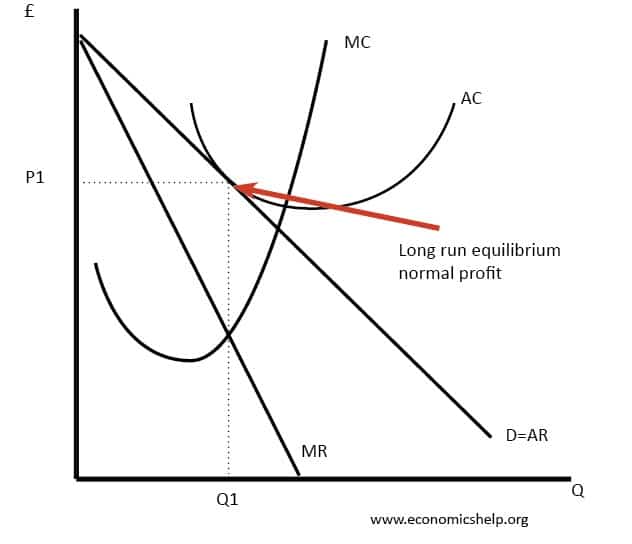 £
MC
AC
P1
Long run equilibrium
normal profit
D=AR
MR
Q
Q1
www.economicshelp.org